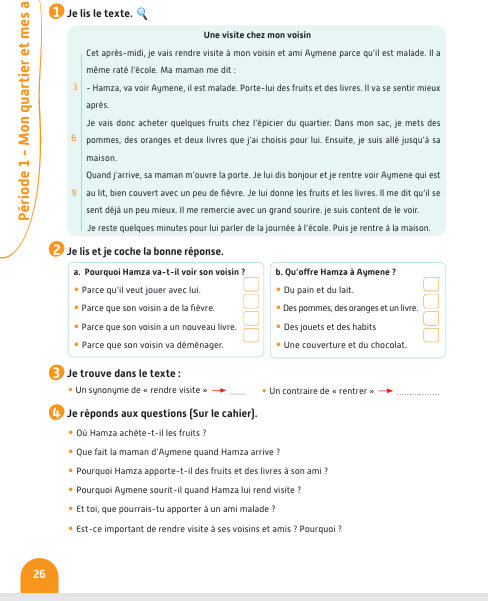 Période 1 - Mon quartier et mes a
1 Je lis le texte.
Une visite chez mon voisin
Cet après-midi, je vais rendre visite à mon voisin et ami Aymene parce qu'il est malade. Il a
même raté l'école. Ma maman me dit :
3 - Hamza, va voir Aymene, il est malade. Porte-lui des fruits et des livres. Il va se sentir mieux
après.
Je vais donc acheter quelques fruits chez l'épicier du quartier. Dans mon sac, je mets des
6 pommes, des oranges et deux livres que j'ai choisis pour lui. Ensuite, je suis allé jusqu'à sa
maison.
Quand j'arrive, sa maman m'ouvre la porte. Je lui dis bonjour et je rentre voir Aymene qui est
9 au lit, bien couvert avec un peu de fièvre. Je lui donne les fruits et les livres. Il me dit qu'il se
sent déjà un peu mieux. Il me remercie avec un grand sourire. je suis content de le voir.
Je reste quelques minutes pour lui parler de la journée à l'école. Puis je rentre à la maison.
2 Je lis et je coche la bonne réponse.
a. Pourquoi Hamza va-t-il voir son voisin ?
• Parce qu'il veut jouer avec lui.
• Parce que son voisin a de la fièvre.
• Parce que son voisin a un nouveau livre.
• Parce que son voisin va déménager.
b. Qu'offre Hamza à Aymene ?
• Du pain et du lait.
• Des pommes, des oranges et un livre.
• Des jouets et des habits
• Une couverture et du chocolat.
3 Je trouve dans le texte :
• Un synonyme de « rendre visite » → ...... • Un contraire de « rentrer » → .................
4 Je réponds aux questions (Sur le cahier).
• Où Hamza achète-t-il les fruits ?
• Que fait la maman d'Aymene quand Hamza arrive ?
• Pourquoi Hamza apporte-t-il des fruits et des livres à son ami ?
• Pourquoi Aymene sourit-il quand Hamza lui rend visite ?
• Et toi, que pourrais-tu apporter à un ami malade ?
• Est-ce important de rendre visite à ses voisins et amis ? Pourquoi ?
26